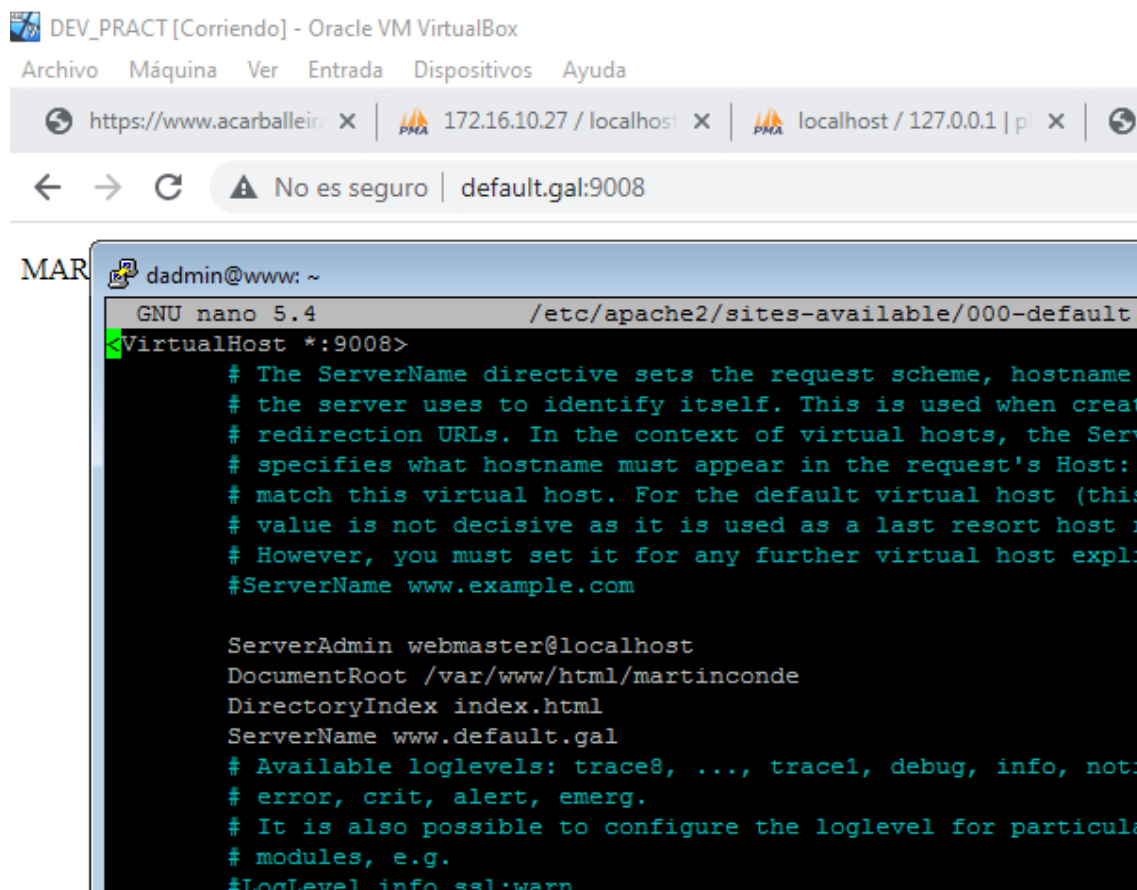 DEV_PRACT [Corriendo] - Oracle VM VirtualBox
Archivo Máquina Ver Entrada Dispositivos Ayuda
https://www.acarballeir 172.16.10.27 / localhost localhost / 127.0.0.1 | p
No es seguro | default.gal:9008
MAR
dadmin@www: ~
GNU nano 5.4 /etc/apache2/sites-available/000-default
<VirtualHost *:9008>
# The ServerName directive sets the request scheme, hostname
# the server uses to identify itself. This is used when creat
# redirection URLs. In the context of virtual hosts, the Serv
# specifies what hostname must appear in the request's Host:
# match this virtual host. For the default virtual host (this
# value is not decisive as it is used as a last resort host
# However, you must set it for any further virtual host expli
#ServerName www.example.com
ServerAdmin webmaster@localhost
DocumentRoot /var/www/html/martinconde
DirectoryIndex index.html
ServerName www.default.gal
# Available loglevels: trace8, ..., trace1, debug, info, noti
# error, crit, alert, emerg.
# It is also possible to configure the loglevel for particula
# modules, e.g.
#LogLevel info ssl:warn